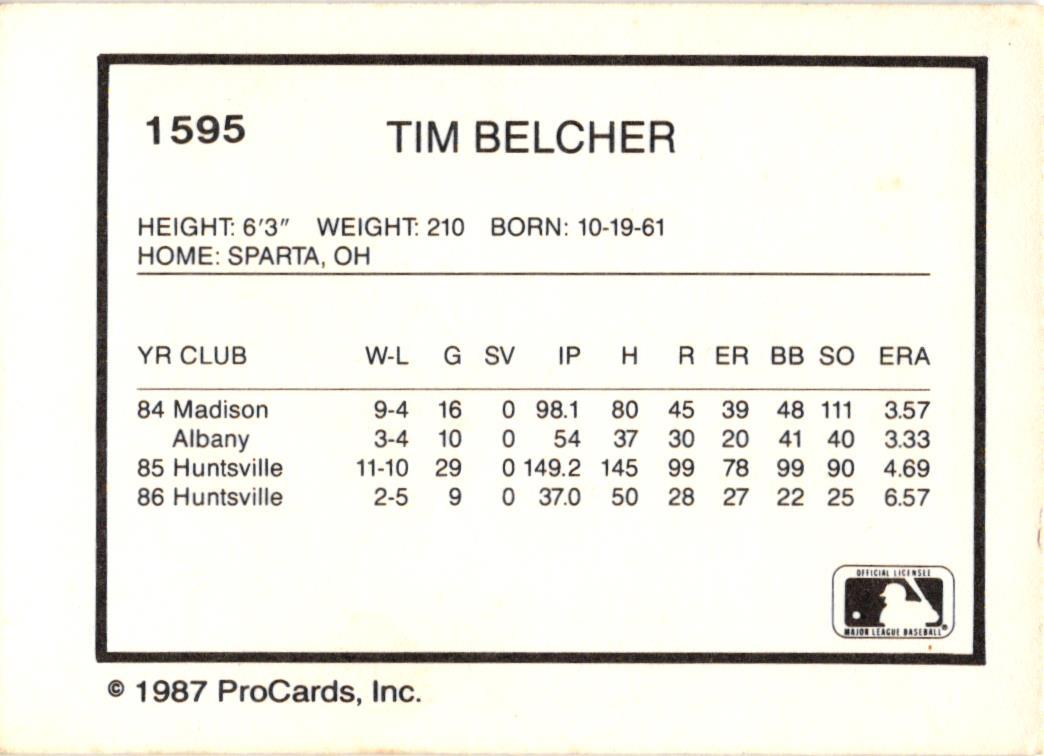 1595 TIM BELCHER
HEIGHT: 6'3" WEIGHT: 210 BORN: 10-19-61
HOME: SPARTA, OH
YR CLUB W-L G SV IP H R ER BB SO ERA
84 Madison 9-4 16 0 98.1 80 45 39 48 111 3.57
Albany 3-4 10 0 54 37 30 20 41 40 3.33
85 Huntsville 11-10 29 0 149.2 145 99 78 99 90 4.69
86 Huntsville 2-5 9 0 37.0 50 28 27 22 25 6.57
OFFICIAL LICENSEE
MAJOR LEAGUE BASEBALL®
© 1987 ProCards, Inc.